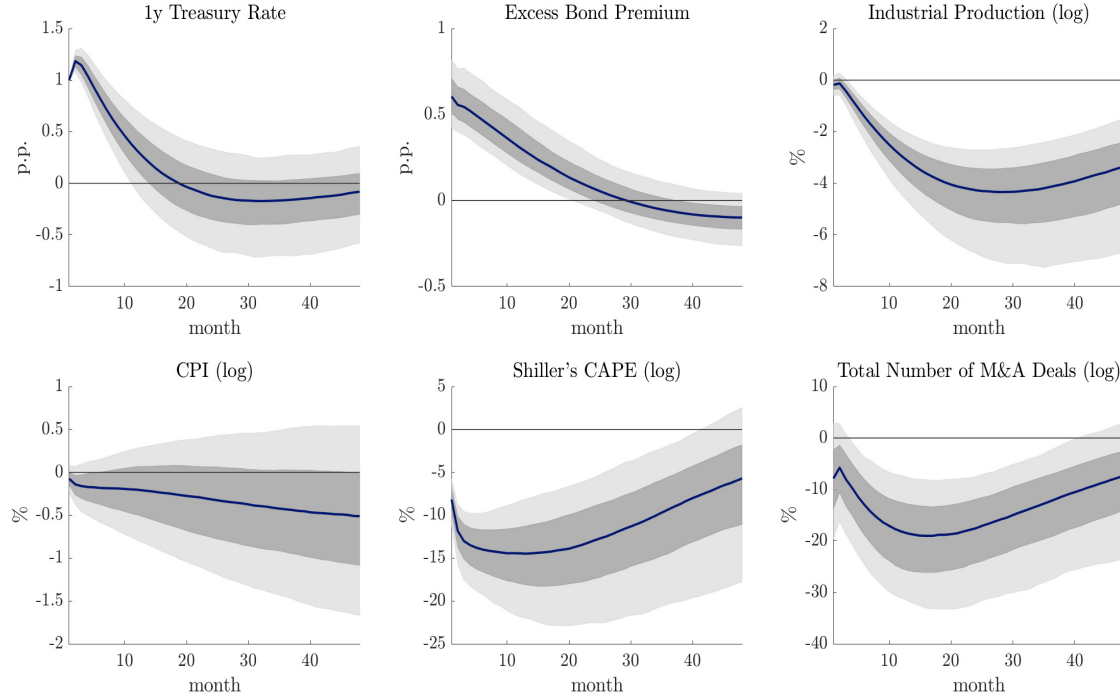 1y Treasury Rate
1.5
1
0.5
0
-0.5
-1
p.p.
10 20 30 40
month
Excess Bond Premium
1
0.5
0
0.5
p.p.
10 20 30 40
month
Industrial Production (log)
2
0
-2
-4
-6
-8
%
10 20 30 40
month
CPI (log)
1
0.5
0
-0.5
-1
-1.5
-2
%
10 20 30 40
month
Shiller's CAPE (log)
5
0
-5
-10
-15
-20
-25
%
10 20 30 40
month
Total Number of M&A Deals (log)
10
0
-10
-20
-30
-40
%
10 20 30 40
month